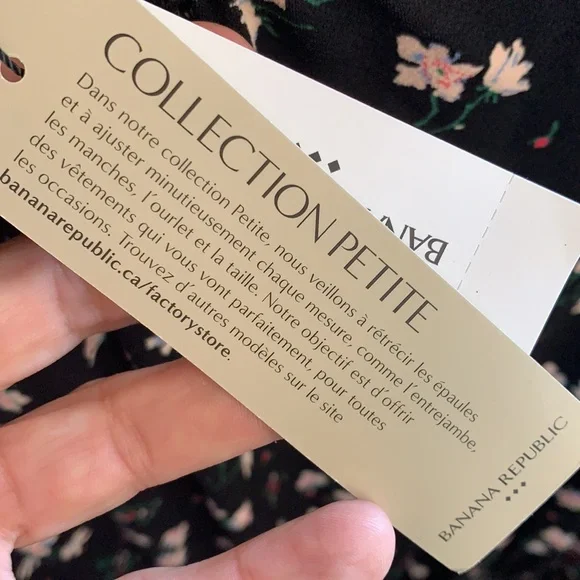 COLLECTION PETITE
Dans notre collection Petite, nous veillons à rétrécir les épaules
et à ajuster minutieusement chaque mesure, comme l'entrejambe,
les manches, l'ourlet et la taille. Notre objectif est d'offrir
des vêtements qui vous vont parfaitement, pour toutes
les occasions. Trouvez d'autres modèles sur le site
bananarepublic.ca/factorystore.
BANANA REPUBLIC
BANA